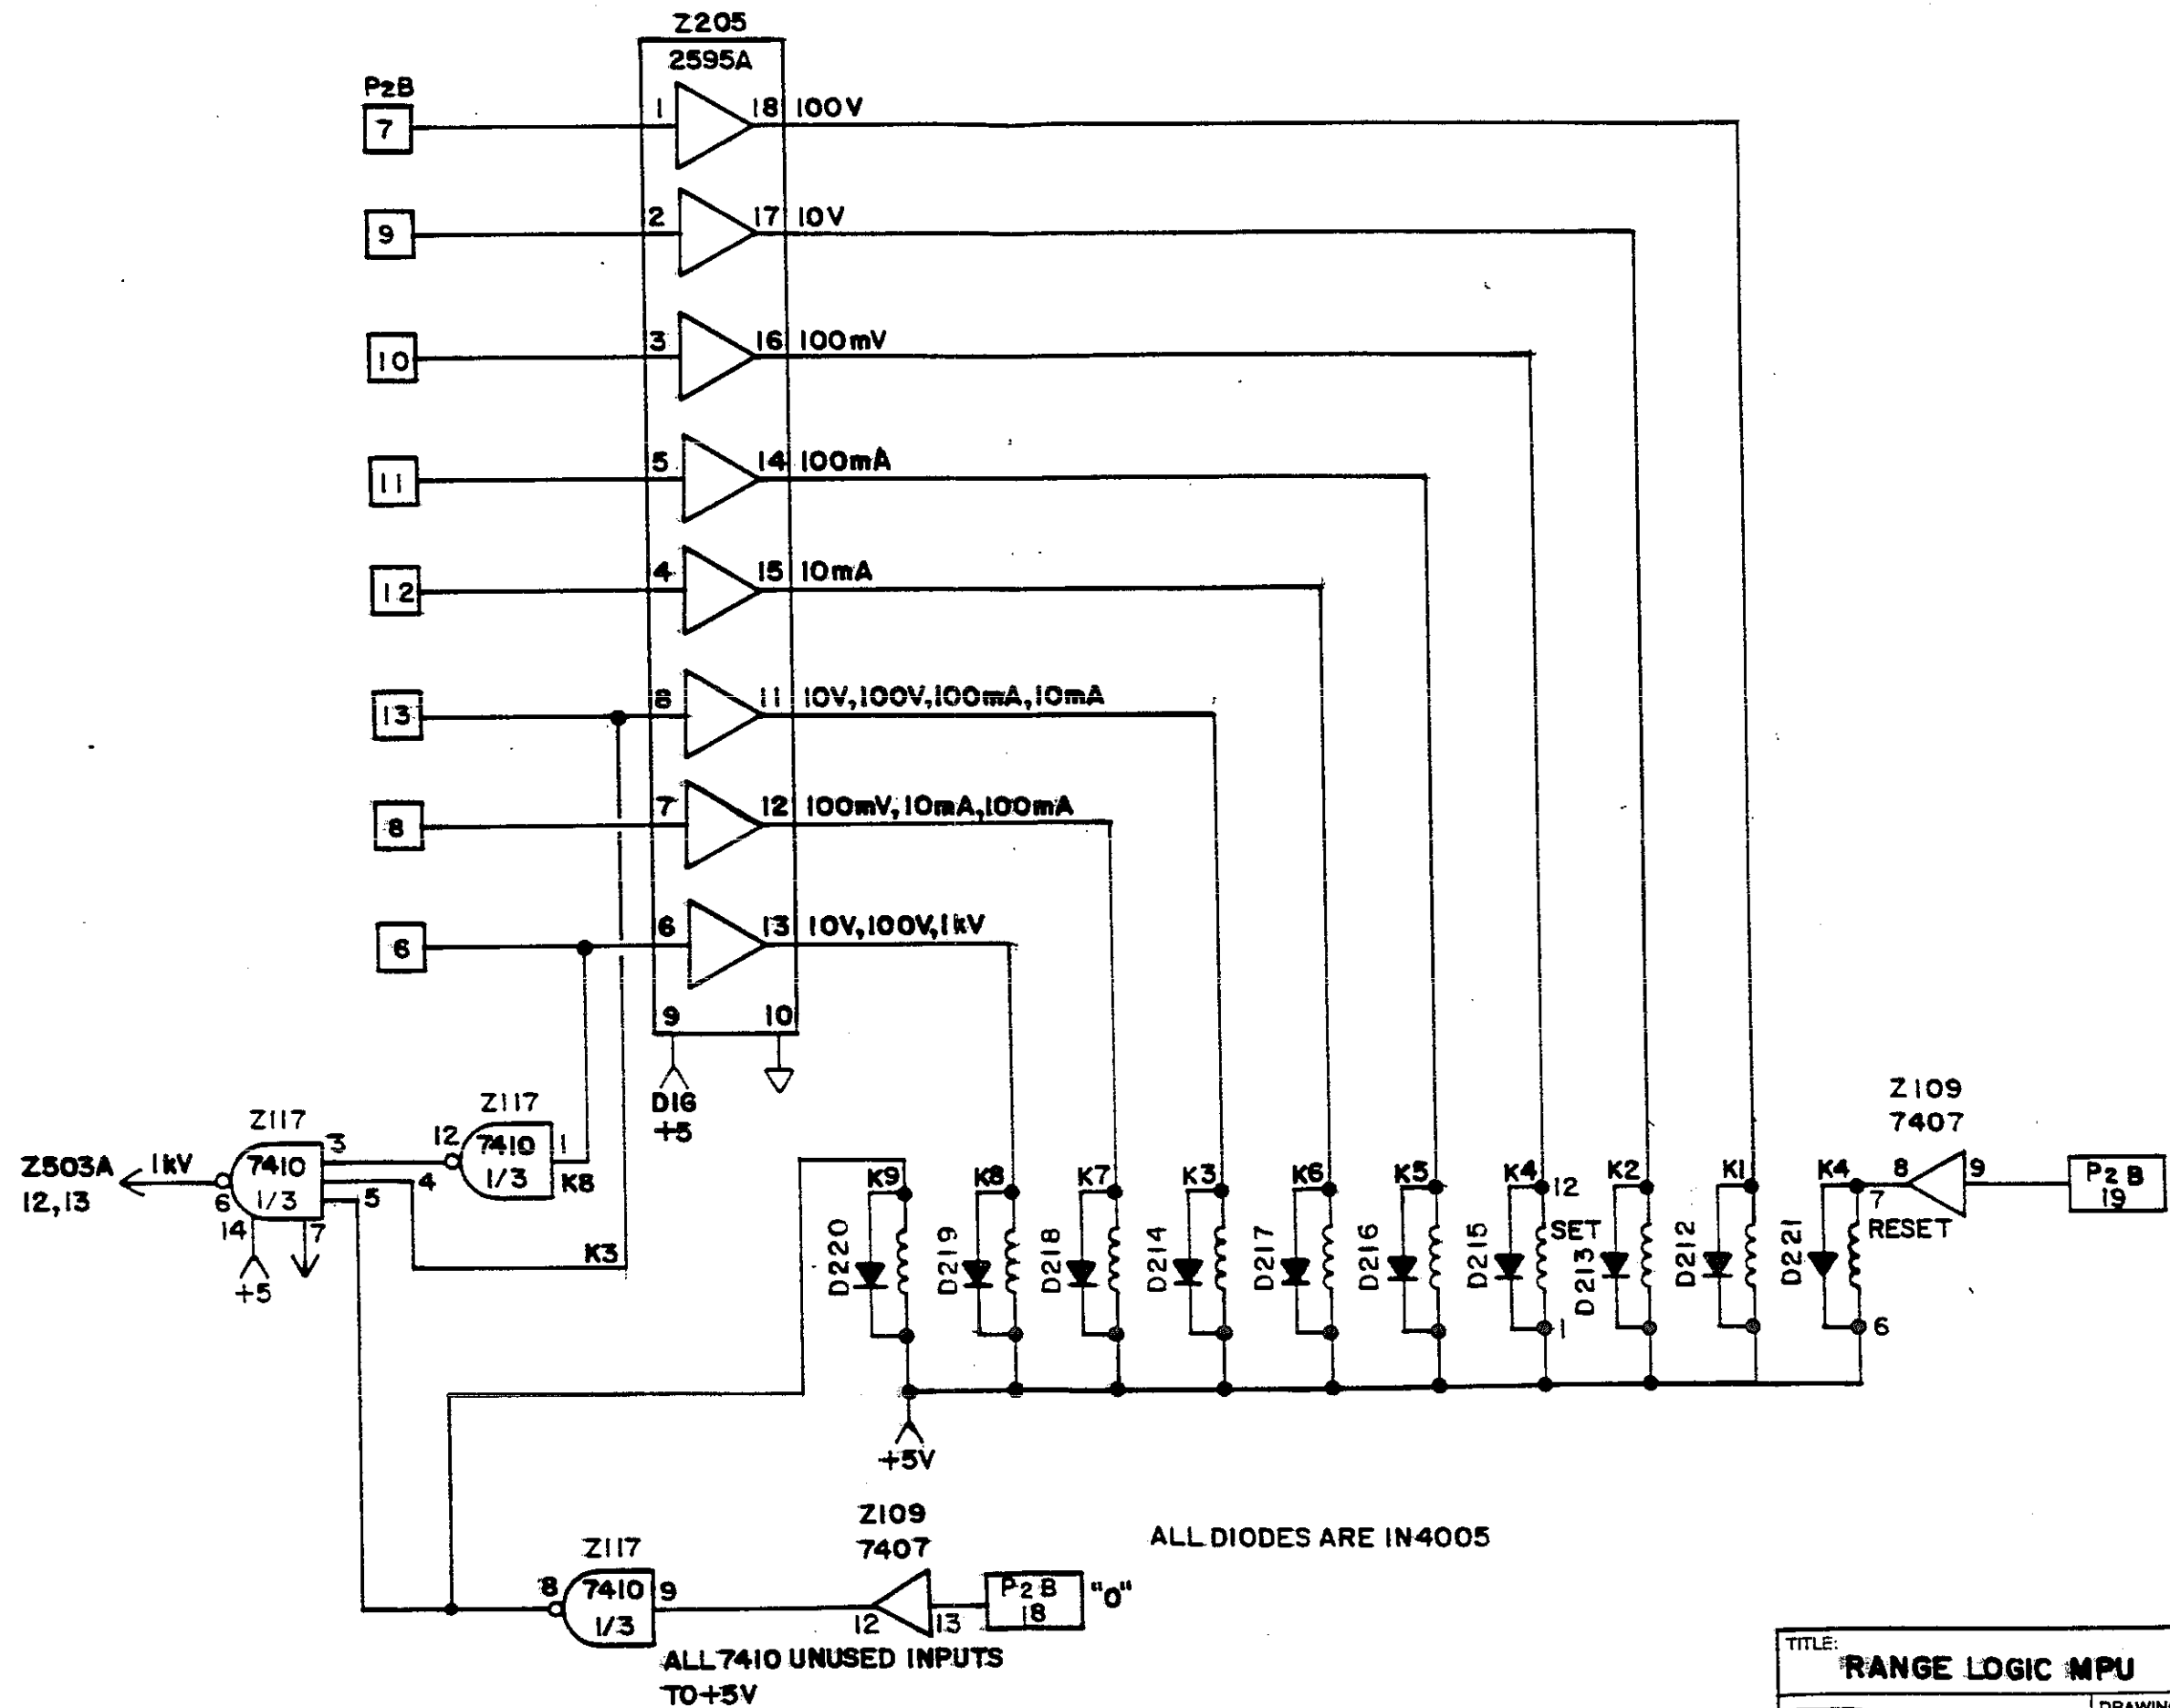 Z205
2595A
P2B
7
1
18
100V
9
2
17
10V
10
3
16
100mV
11
5
14
100mA
12
4
15
10mA
13
8
11
10V,100V,100mA,10mA
8
7
12
100mV,10mA,100mA
6
6
13
10V,100V,1kV
9
10
DIG
+5
Z117
7410
1/3
3
4
5
6
14
7
+5
Z503A
12,13
1kV
Z117
12
7410
1/3
1
K8
K3
K9
K8
K7
K3
K6
K5
K4
12
SET
K2
K1
K4
7
RESET
8
9
Z109
7407
P2B
19
D220
D219
D218
D214
D217
D216
D215
D213
D212
D221
1
6
+5V
Z109
7407
12
13
P2B
18
"0"
Z117
8
7410
1/3
9
ALL 7410 UNUSED INPUTS
TO+5V
ALL DIODES ARE IN4005
TITLE:
RANGE LOGIC MPU
DRAWING